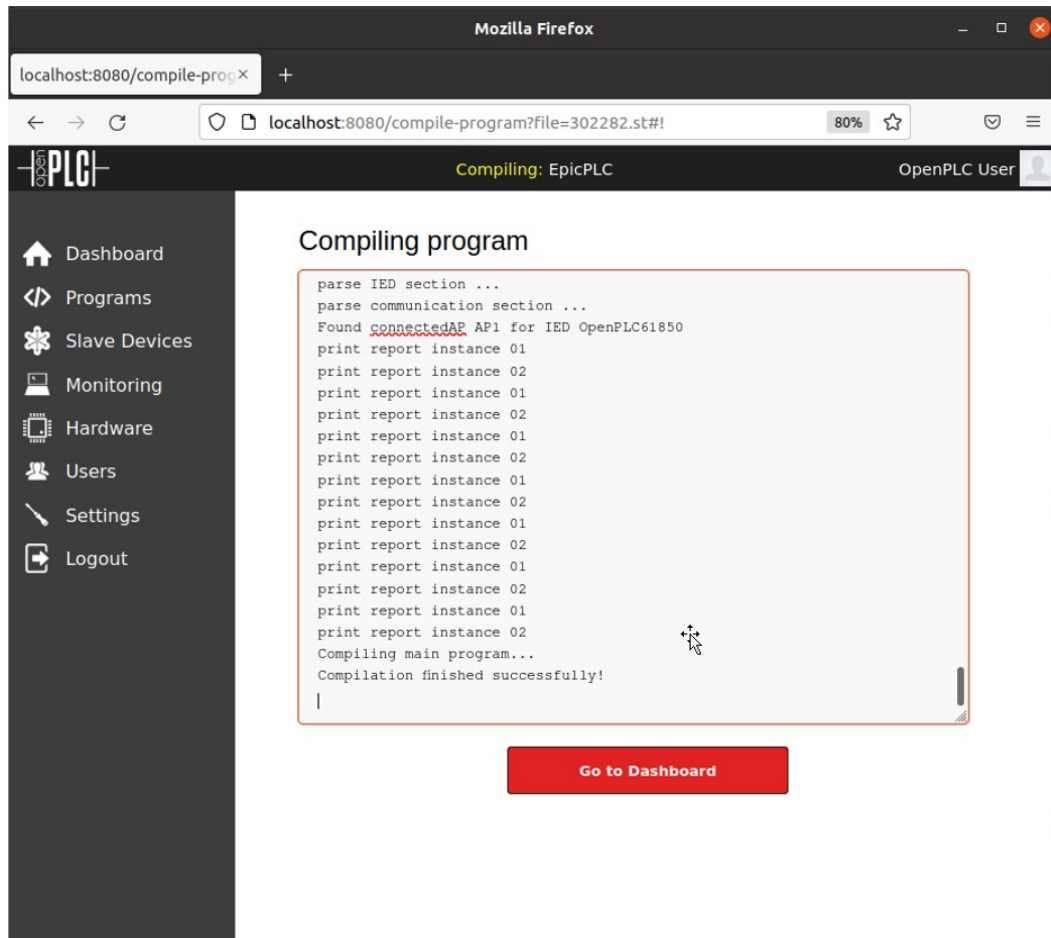 Mozilla Firefox
localhost:8080/compile-prog
localhost:8080/compile-program?file=302282.st#!
80%
open PLC
Compiling: EpicPLC
OpenPLC User
Dashboard
Programs
Slave Devices
Monitoring
Hardware
Users
Settings
Logout
Compiling program
parse IED section ...
parse communication section ...
Found connectedAP AP1 for IED OpenPLC61850
print report instance 01
print report instance 02
print report instance 01
print report instance 02
print report instance 01
print report instance 02
print report instance 01
print report instance 02
print report instance 01
print report instance 02
print report instance 01
print report instance 02
print report instance 01
print report instance 02
Compiling main program...
Compilation finished successfully!
Go to Dashboard